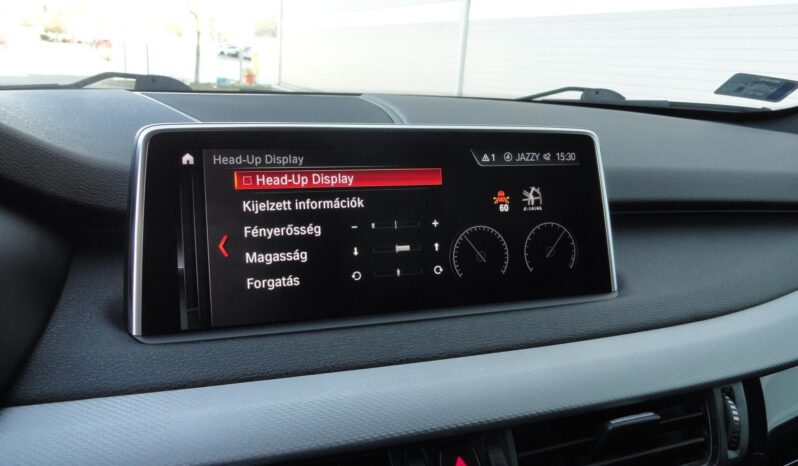 Head-Up Display
1 JAZZY 15:30
Head-Up Display
Kijelzett információk
Fényerősség - +
Magasság
Forgatás
60